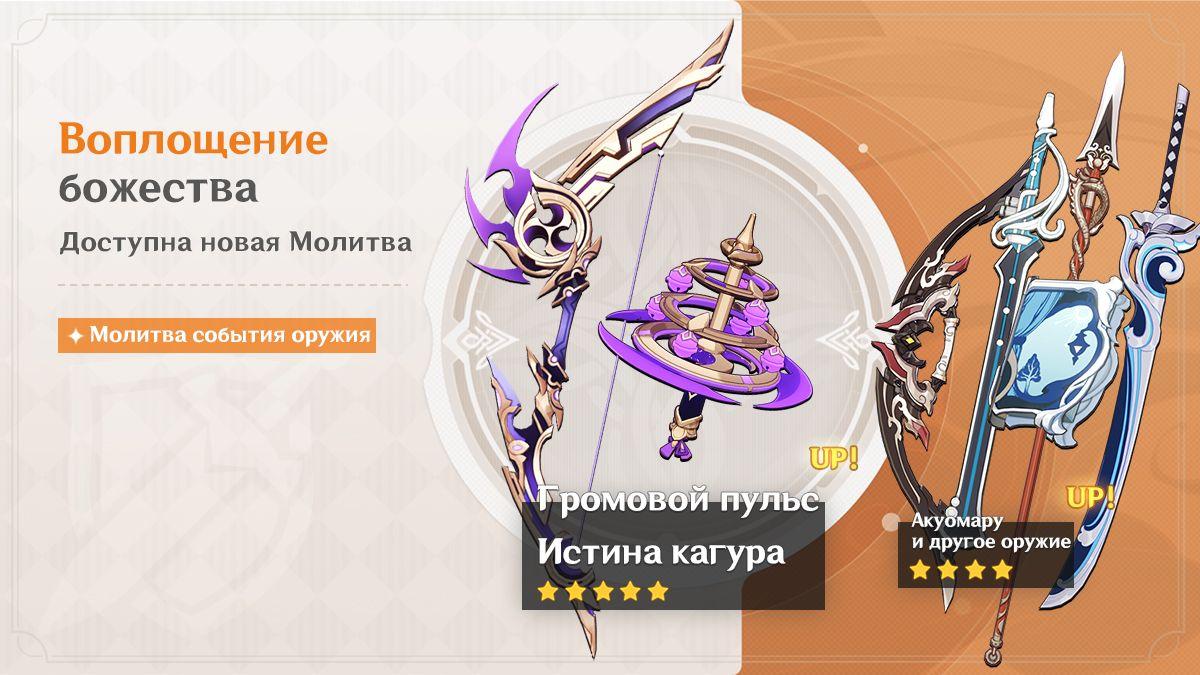 Воплощение
божества
Доступна новая Молитва
Молитва события оружия
UP!
Громовой пульс
Истина кагура
UP!
Акуомару
и другое оружие